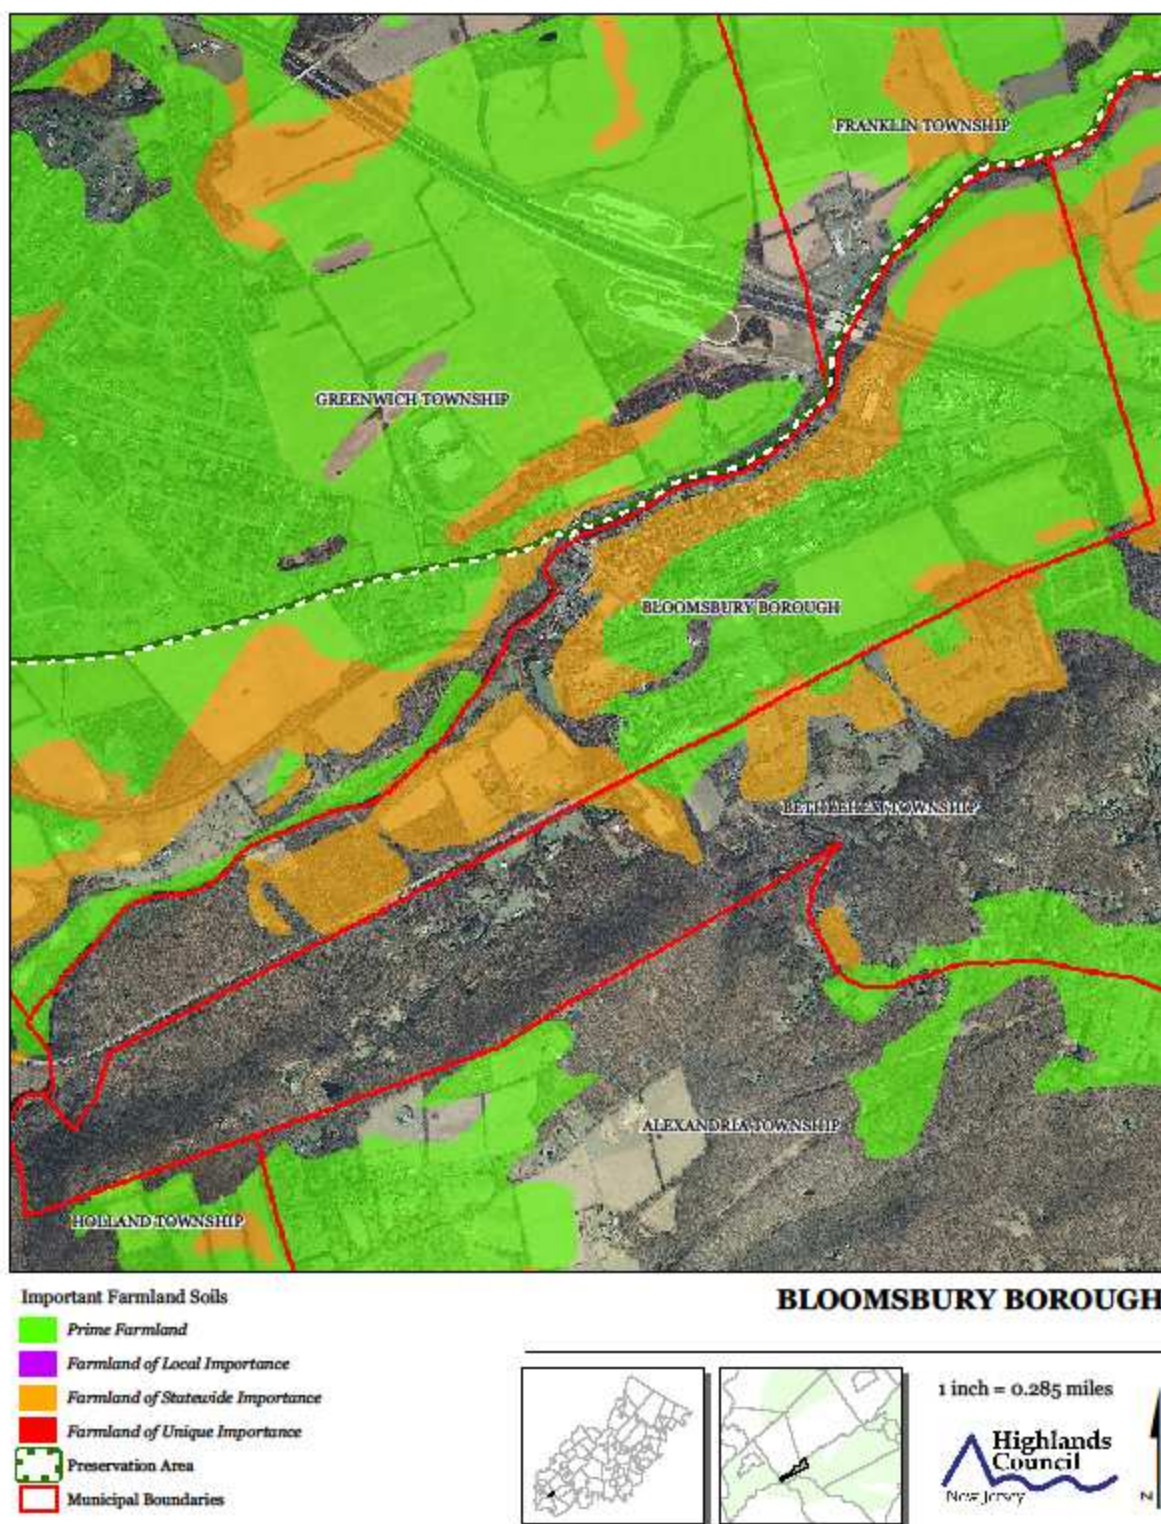 FRANKLIN TOWNSHIP
GREENWICH TOWNSHIP
BLOOMSBURY BOROUGH
BETHLEHEM TOWNSHIP
ALEXANDRIA TOWNSHIP
HOLLAND TOWNSHIP
Important Farmland Soils
Prime Farmland
Farmland of Local Importance
Farmland of Statewide Importance
Farmland of Unique Importance
Preservation Area
Municipal Boundaries
BLOOMSBURY BOROUGH
1 inch = 0.285 miles
Highlands
Council
New Jersey
N